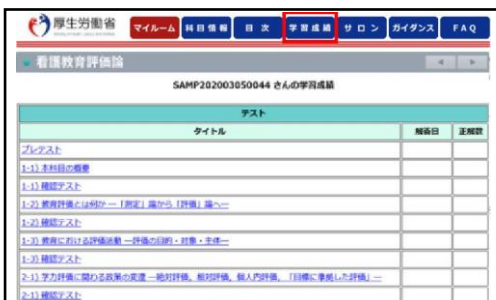 厚生労働省
マイルーム 科目情報 目次 学習成績 サロン ガイダンス FAQ
看護教育評価論
SAMP202003050044 さんの学習成績
テスト
タイトル 解答日 正解数
プレテスト
1-1) 本科目の概要
1-1) 確認テスト
1-2) 教育評価とは何か ―「測定」論から「評価」論へ―
1-2) 確認テスト
1-3) 教育における評価活動 ―評価の目的・対象・主体―
1-3) 確認テスト
2-1) 学力評価に関わる政策の変遷 ―絶対評価、相対評価、個人内評価、「目標に準拠した評価」―
2-1) 確認テスト